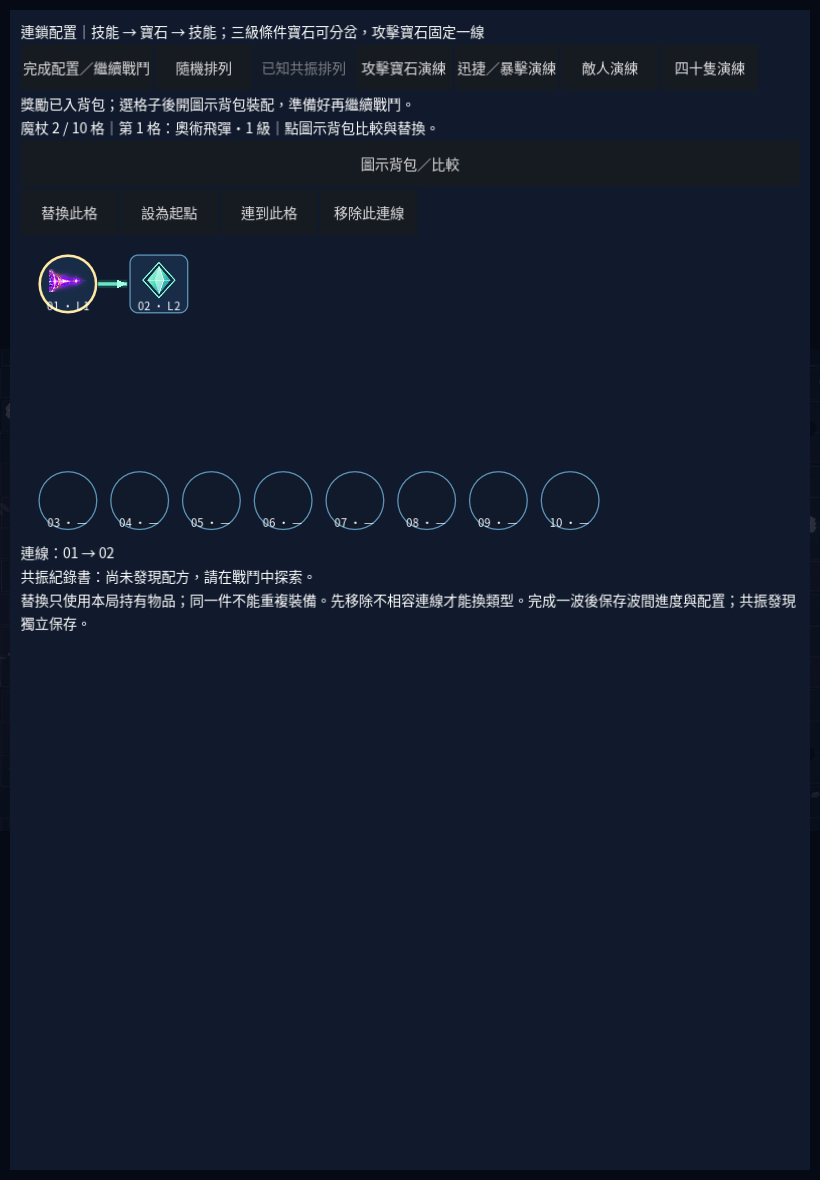 連鎖配置｜技能 → 寶石 → 技能；三級條件寶石可分岔，攻擊寶石固定一線
完成配置／繼續戰鬥 隨機排列 已知共振排列 攻擊寶石演練 迅捷／暴擊演練 敵人演練 四十隻演練
獎勵已入背包；選格子後開圖示背包裝配，準備好再繼續戰鬥。
魔杖 2 / 10 格｜第 1 格：奧術飛彈・1 級｜點圖示背包比較與替換。
圖示背包／比較
替換此格 設為起點 連到此格 移除此連線
01・L1 02・L2
03・— 04・— 05・— 06・— 07・— 08・— 09・— 10・—
連線：01 → 02
共振紀錄書：尚未發現配方，請在戰鬥中探索。
替換只使用本局持有物品；同一件不能重複裝備。先移除不相容連線才能換類型。完成一波後保存波間進度與配置；共振發現
獨立保存。